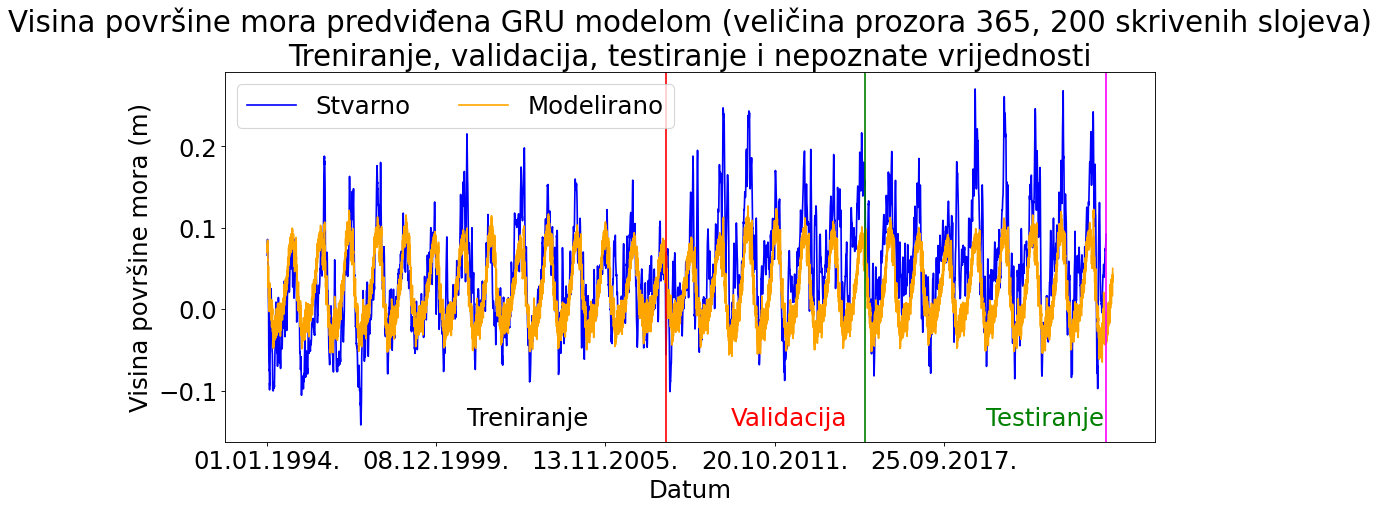 Visina površine mora predviđena GRU modelom (veličina prozora 365, 200 skrivenih slojeva)
Treniranje, validacija, testiranje i nepoznate vrijednosti
Stvarno Modelirano
Visina površine mora (m)
0.2
0.1
0.0
−0.1
Treniranje Validacija Testiranje
01.01.1994. 08.12.1999. 13.11.2005. 20.10.2011. 25.09.2017.
Datum